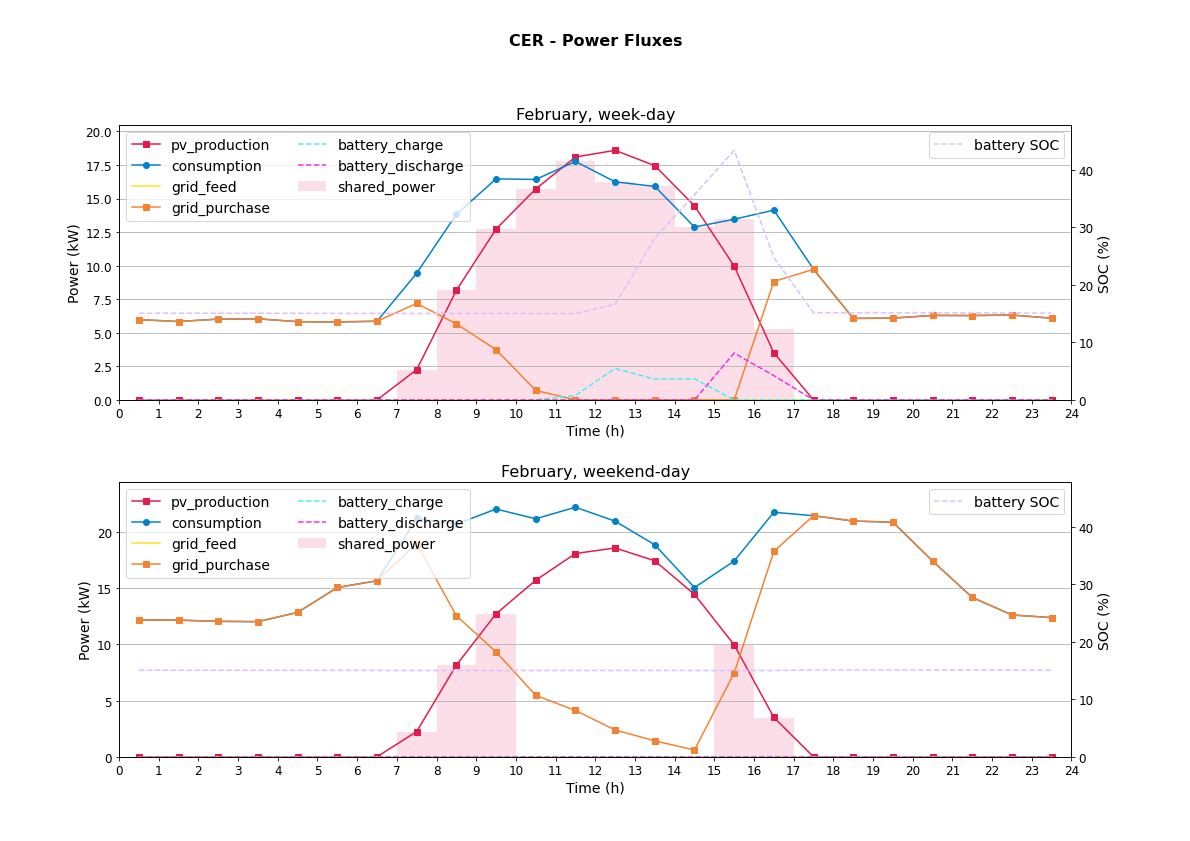 CER - Power Fluxes
February, week-day
pv_production
consumption
grid_feed
grid_purchase
battery_charge
battery_discharge
shared_power
battery SOC
Power (kW)
20.0
17.5
15.0
12.5
10.0
7.5
5.0
2.5
0.0
SOC (%)
40
30
20
10
0
0 1 2 3 4 5 6 7 8 9 10 11 12 13 14 15 16 17 18 19 20 21 22 23 24
Time (h)
February, weekend-day
pv_production
consumption
grid_feed
grid_purchase
battery_charge
battery_discharge
shared_power
battery SOC
Power (kW)
20
15
10
5
0
SOC (%)
40
30
20
10
0
0 1 2 3 4 5 6 7 8 9 10 11 12 13 14 15 16 17 18 19 20 21 22 23 24
Time (h)